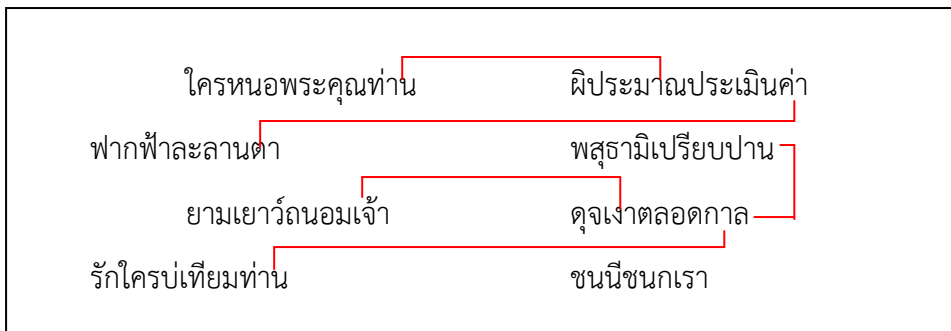 ใครหนอพระคุณท่าน ผิประมาณประเมินค่า
ฟากฟ้าละลานตา พสุธามิเปรียบปาน
ยามเยาว์ถนอมเจ้า ดุจเงาตลอดกาล
รักใครบ่เทียมท่าน ชนนีชนกเรา